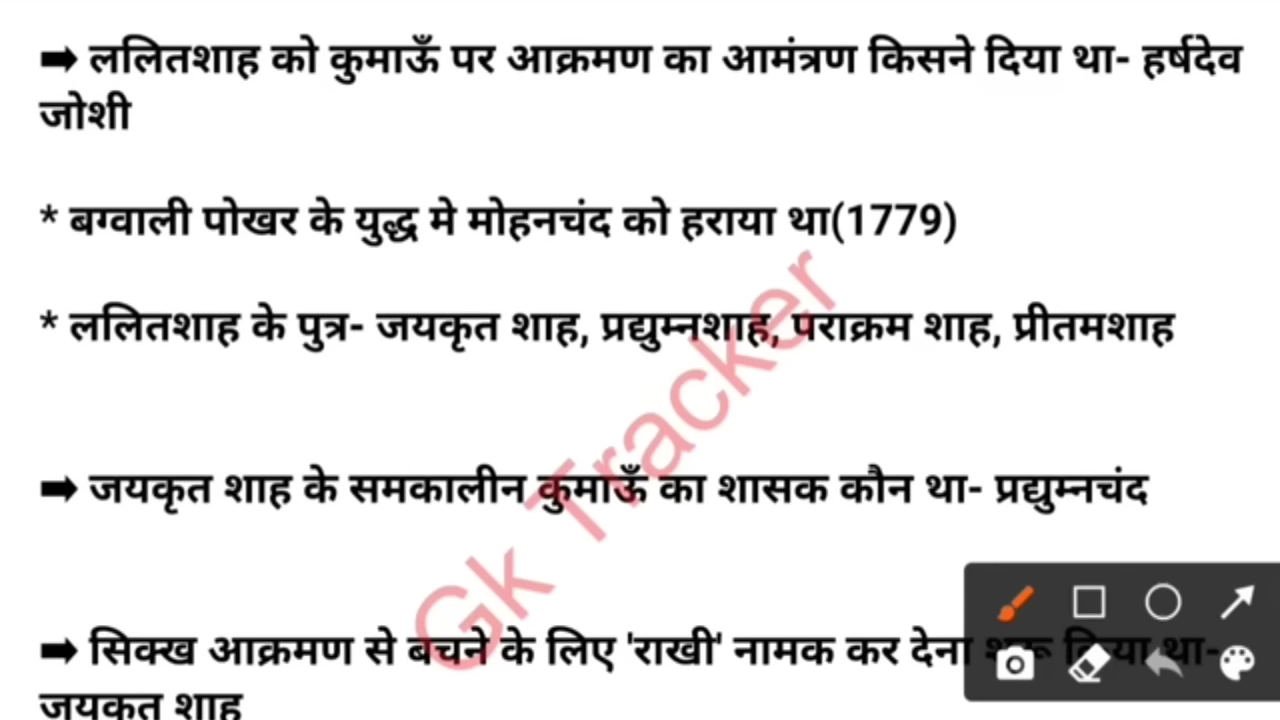 ➡ ललितशाह को कुमाऊँ पर आक्रमण का आमंत्रण किसने दिया था- हर्षदेव
जोशी
* बग्वाली पोखर के युद्ध मे मोहनचंद को हराया था(1779)
* ललितशाह के पुत्र- जयकृत शाह, प्रद्युम्नशाह, पराक्रम शाह, प्रीतमशाह
➡ जयकृत शाह के समकालीन कुमाऊँ का शासक कौन था- प्रद्युम्नचंद
➡ सिक्ख आक्रमण से बचने के लिए 'राखी' नामक कर देना शुरू किया था-
जयकृत शाह
Gk Tracker